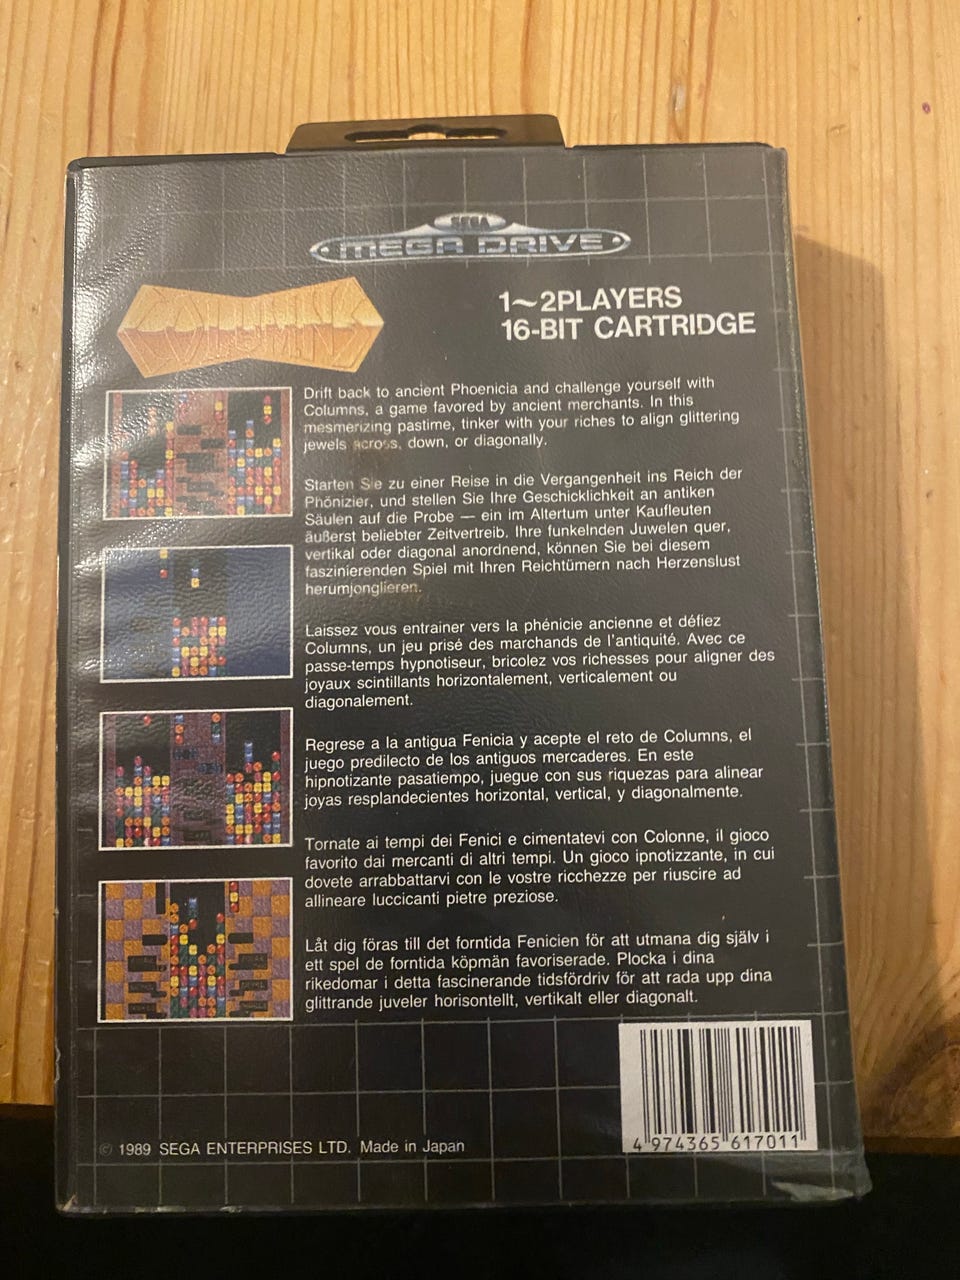 SEGA
MEGA DRIVE
COLUMNS
1~2PLAYERS
16-BIT CARTRIDGE
Drift back to ancient Phoenicia and challenge yourself with
Columns, a game favored by ancient merchants. In this
mesmerizing pastime, tinker with your riches to align glittering
jewels across, down, or diagonally.
Starten Sie zu einer Reise in die Vergangenheit ins Reich der
Phönizier, und stellen Sie Ihre Geschicklichkeit an antiken
Säulen auf die Probe — ein im Altertum unter Kaufleuten
äußerst beliebter Zeitvertreib. Ihre funkelnden Juwelen quer,
vertikal oder diagonal anordnend, können Sie bei diesem
faszinierenden Spiel mit Ihren Reichtümern nach Herzenslust
herumjonglieren.
Laissez vous entrainer vers la phénicie ancienne et défiez
Columns, un jeu prisé des marchands de l'antiquité. Avec ce
passe-temps hypnotiseur, bricolez vos richesses pour aligner des
joyaux scintillants horizontalement, verticalement ou
diagonalement.
Regrese a la antigua Fenicia y acepte el reto de Columns, el
juego predilecto de los antiguos mercaderes. En este
hipnotizante pasatiempo, juegue con sus riquezas para alinear
joyas resplandecientes horizontal, vertical, y diagonalmente.
Tornate ai tempi dei Fenici e cimentatevi con Colonne, il gioco
favorito dai mercanti di altri tempi. Un gioco ipnotizzante, in cui
dovete arrabbattarvi con le vostre ricchezze per riuscire ad
allineare luccicanti pietre preziose.
Låt dig föras till det forntida Fenicien för att utmana dig själv i
ett spel de forntida köpmän favoriserade. Plocka i dina
rikedomar i detta fascinerande tidsfördriv för att rada upp dina
glittrande juveler horisontellt, vertikalt eller diagonalt.
© 1989 SEGA ENTERPRISES LTD. Made in Japan
4 974365 617011